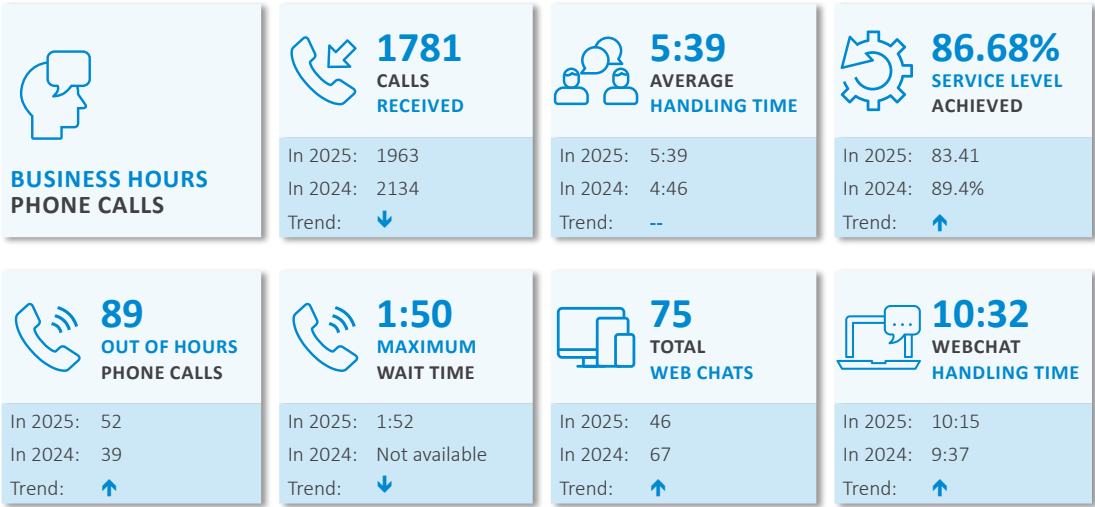 BUSINESS HOURS
PHONE CALLS
1781
CALLS
RECEIVED
In 2025: 1963
In 2024: 2134
Trend:
5:39
AVERAGE
HANDLING TIME
In 2025: 5:39
In 2024: 4:46
Trend: --
86.68%
SERVICE LEVEL
ACHIEVED
In 2025: 83.41
In 2024: 89.4%
Trend:
89
OUT OF HOURS
PHONE CALLS
In 2025: 52
In 2024: 39
Trend:
1:50
MAXIMUM
WAIT TIME
In 2025: 1:52
In 2024: Not available
Trend:
75
TOTAL
WEB CHATS
In 2025: 46
In 2024: 67
Trend:
10:32
WEBCHAT
HANDLING TIME
In 2025: 10:15
In 2024: 9:37
Trend: